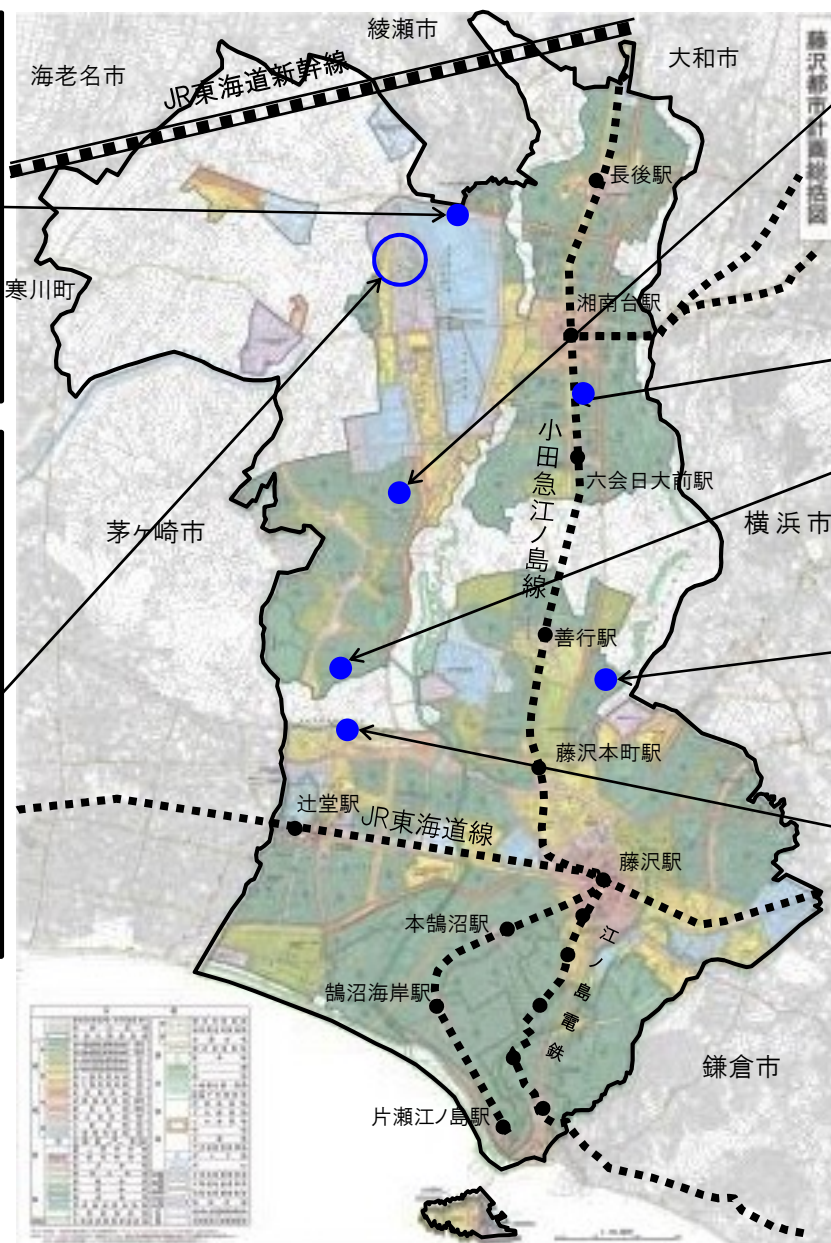 綾瀬市
海老名市
大和市
藤沢都市計画総括図
JR東海道新幹線
長後駅
寒川町
湘南台駅
小田急江ノ島線
六会日大前駅
茅ヶ崎市
横浜市
善行駅
藤沢本町駅
辻堂駅
JR東海道線
藤沢駅
本鵠沼駅
江ノ島電鉄
鵠沼海岸駅
鎌倉市
片瀬江ノ島駅